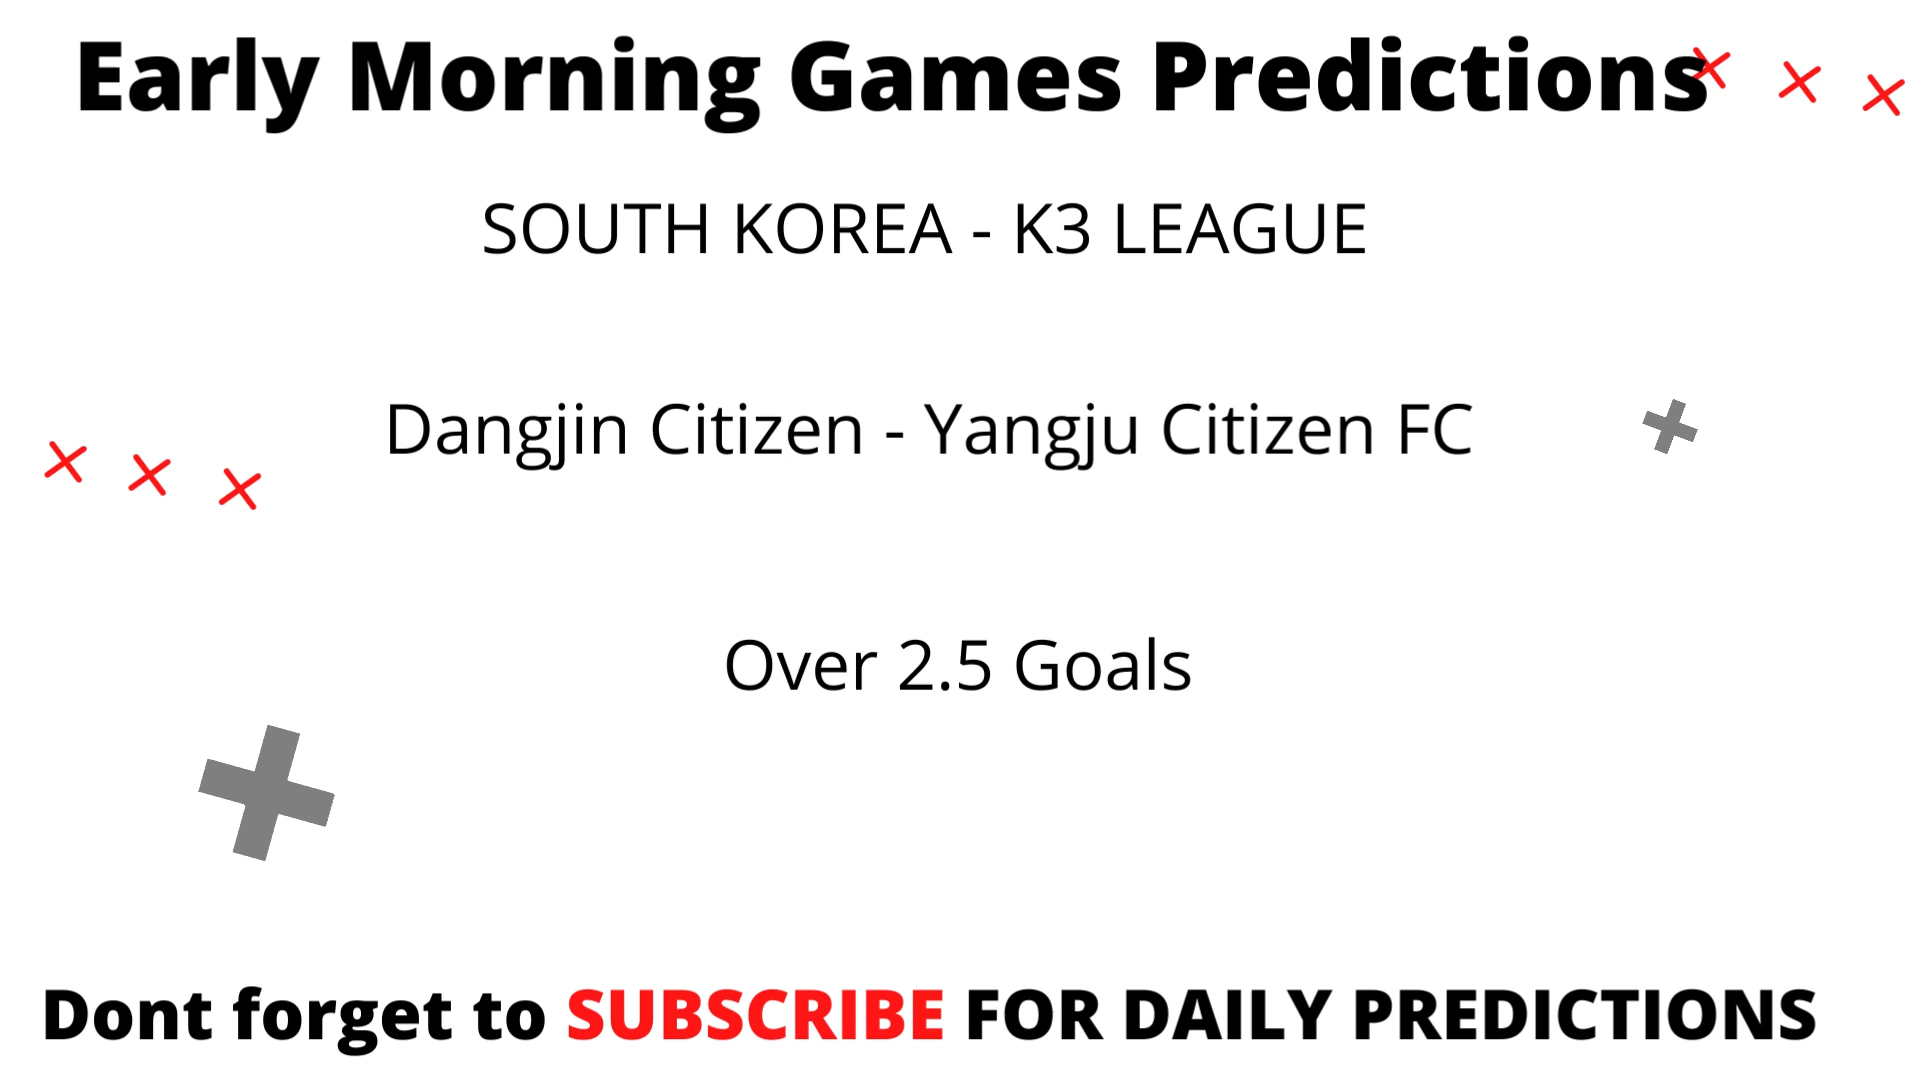 Early Morning Games Predictions
SOUTH KOREA - K3 LEAGUE
Dangjin Citizen - Yangju Citizen FC
Over 2.5 Goals
Dont forget to SUBSCRIBE FOR DAILY PREDICTIONS